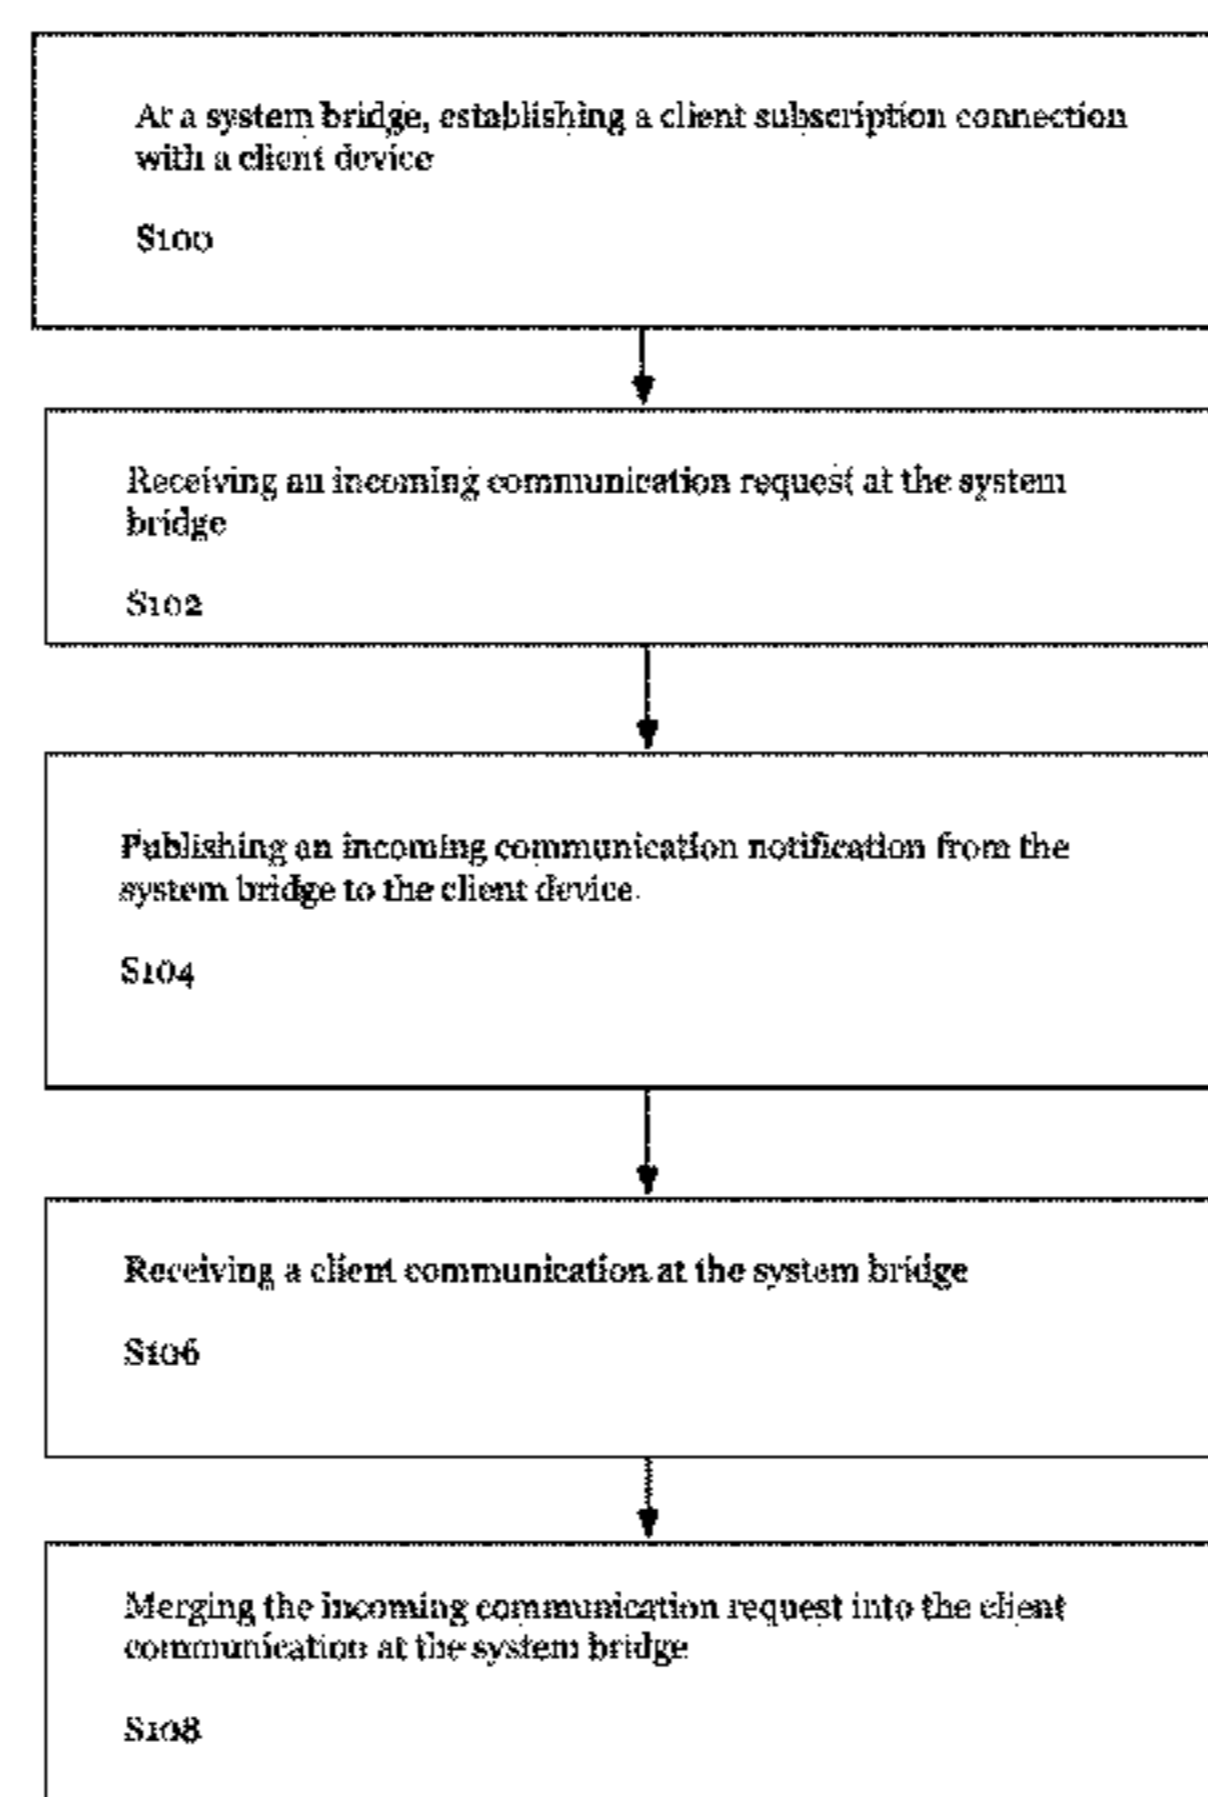 At a system bridge, establishing a client subscription connection
with a client device
S100
Receiving an incoming communication request at the system
bridge
S102
Publishing an incoming communication notification from the
system bridge to the client device
S104
Receiving a client communication at the system bridge
S106
Merging the incoming communication request into the client
communication at the system bridge
S108